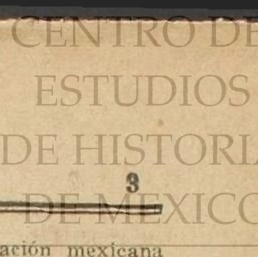 CENTRO DE
ESTUDIOS
DE HISTORIA
DE MEXICO
3
ación mexicana